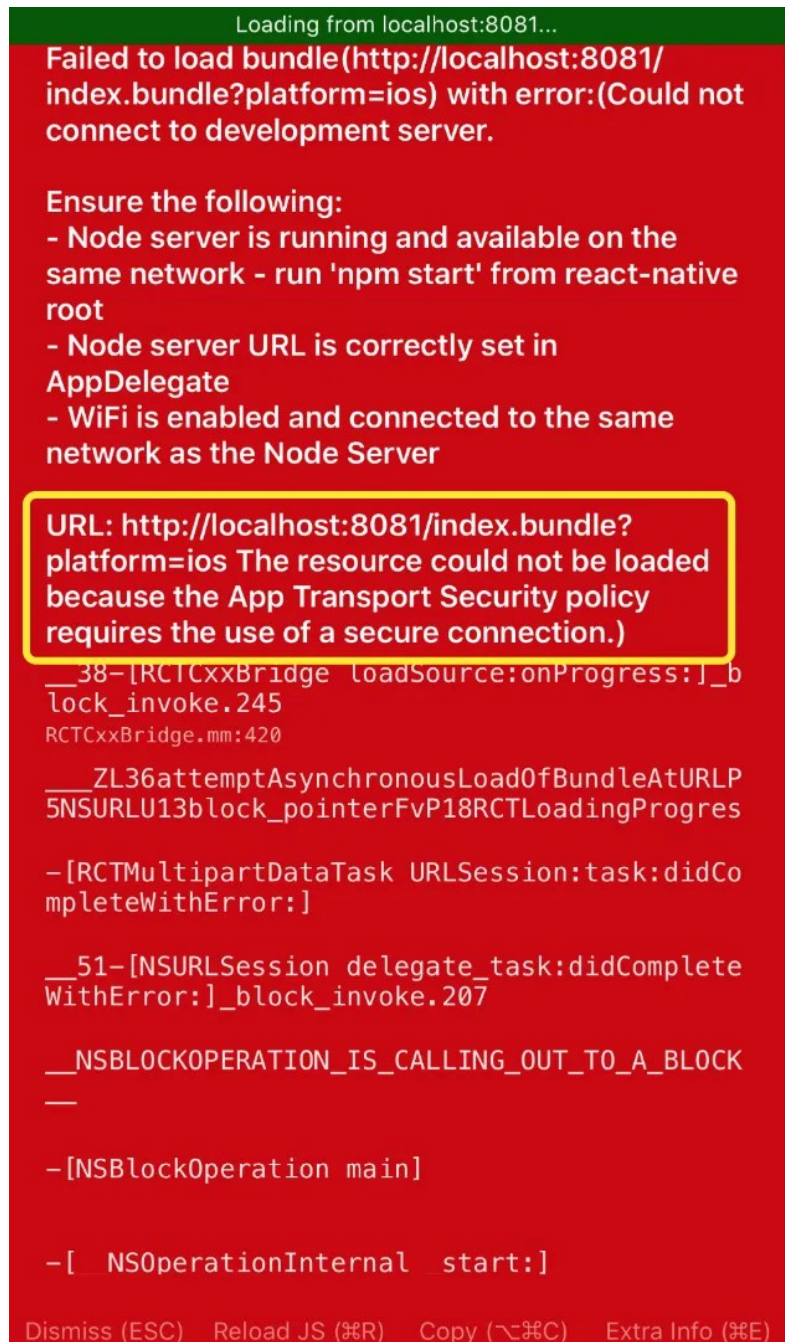 Loading from localhost:8081...
Failed to load bundle(http://localhost:8081/
index.bundle?platform=ios) with error:(Could not
connect to development server.
Ensure the following:
- Node server is running and available on the
same network - run 'npm start' from react-native
root
- Node server URL is correctly set in
AppDelegate
- WiFi is enabled and connected to the same
network as the Node Server
URL: http://localhost:8081/index.bundle?
platform=ios The resource could not be loaded
because the App Transport Security policy
requires the use of a secure connection.)
__38-[RCTCxxBridge loadSource:onProgress:]_b
lock_invoke.245
RCTCxxBridge.mm:420
___ZL36attemptAsynchronousLoadOfBundleAtURLP
5NSURLU13block_pointerFvP18RCTLoadingProgres
-[RCTMultipartDataTask URLSession:task:didCo
mpleteWithError:]
__51-[NSURLSession delegate_task:didComplete
WithError:]_block_invoke.207
__NSBLOCKOPERATION_IS_CALLING_OUT_TO_A_BLOCK
__
-[NSBlockOperation main]
-[__NSOperationInternal _start:]
Dismiss (ESC) Reload JS (⌘R) Copy (⌥⌘C) Extra Info (⌘E)